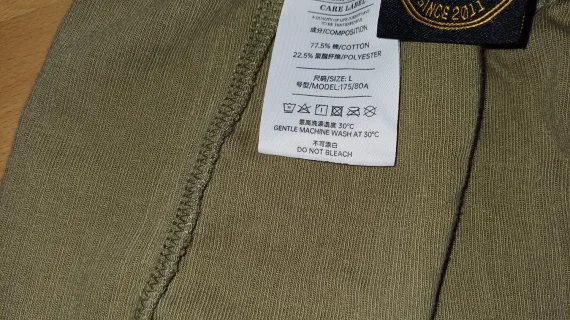 CARE LABEL
成分/COMPOSITION
77.5% 棉/COTTON
22.5% 聚酯纤维/POLYESTER
尺码/SIZE: L
号型/MODEL:175/80A
最高洗涤温度 30°C
GENTLE MACHINE WASH AT 30°C
不可漂白
DO NOT BLEACH
SINCE 2011